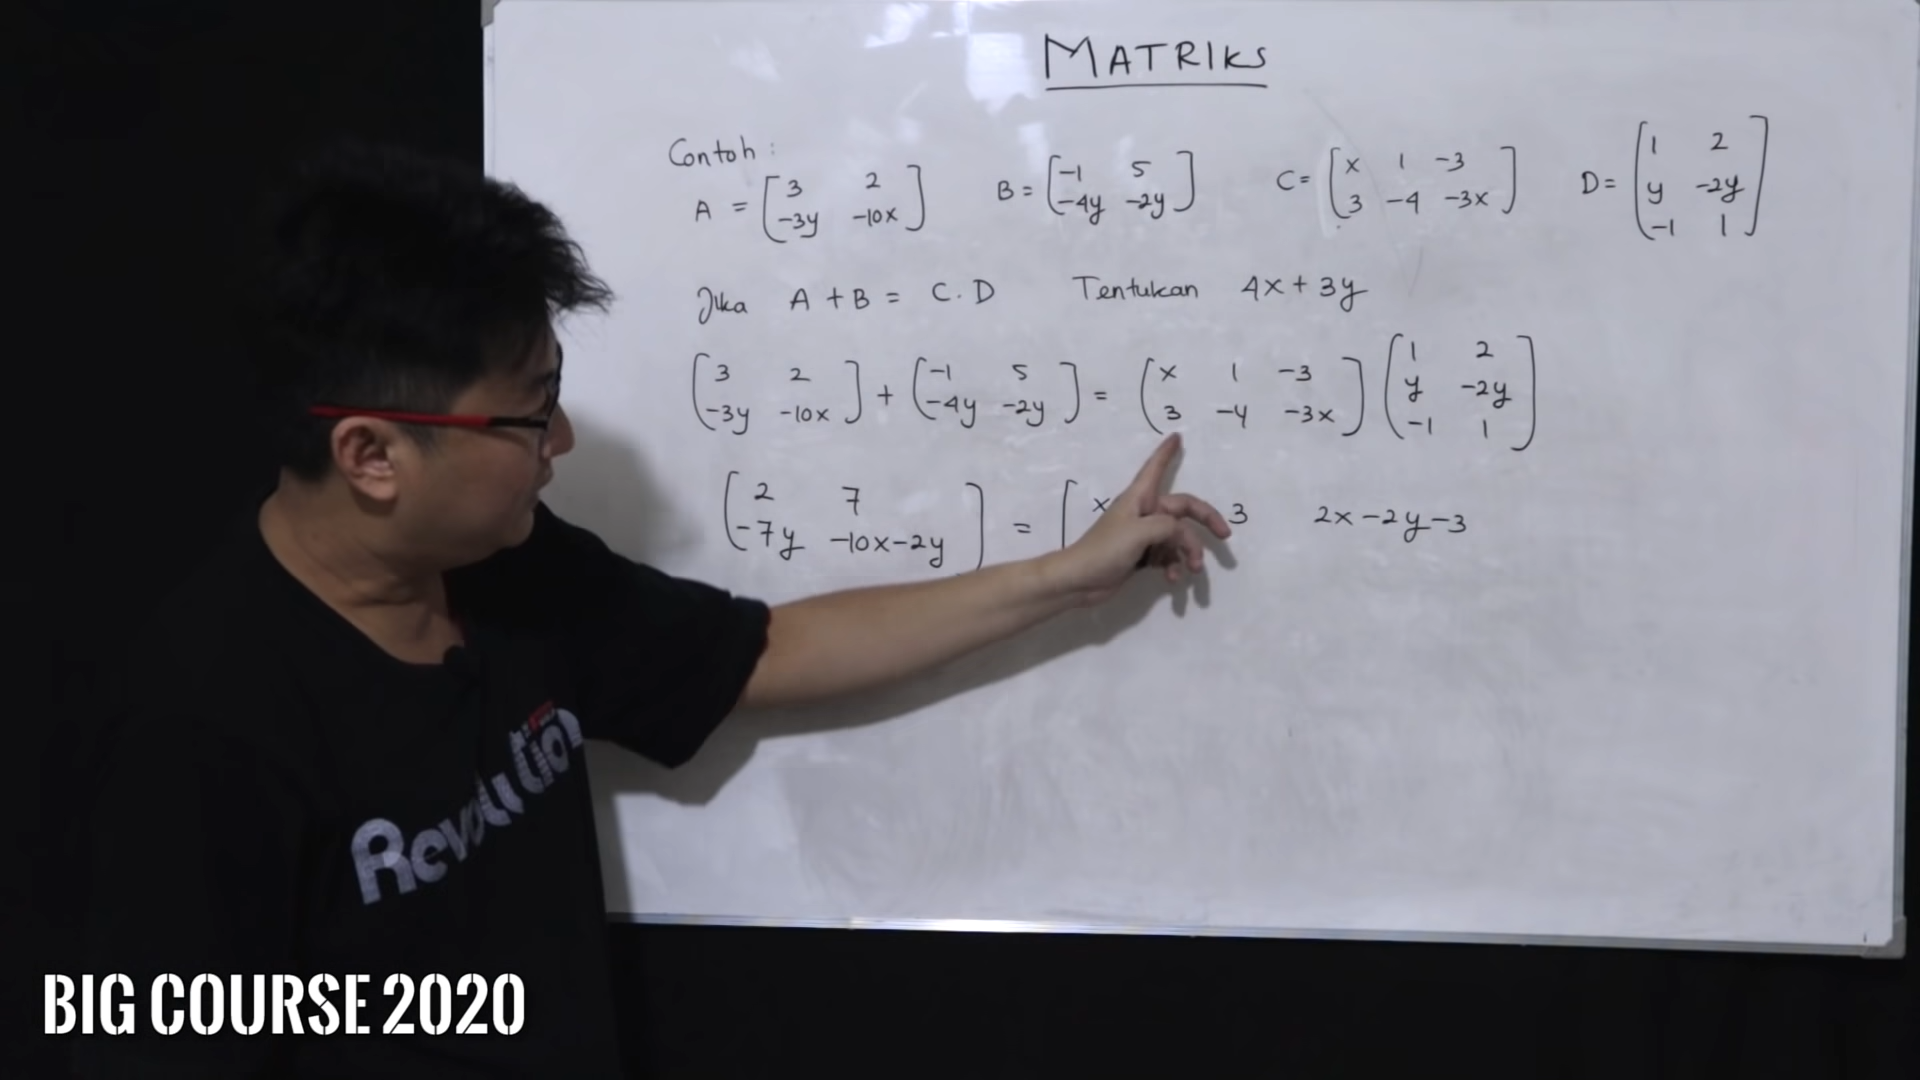 MATRIKS
Contoh :
A = [3 2
-3y -10x]
B = [-1 5
-4y -2y]
C = [x 1 -3
3 -4 -3x]
D = [1 2
y -2y
-1 1]
Jika A + B = C . D Tentukan 4x + 3y
[3 2
-3y -10x] + [-1 5
-4y -2y] = [x 1 -3
3 -4 -3x] [1 2
y -2y
-1 1]
[2 7
-7y -10x-2y] = [x 3 2x-2y-3
Revolution
BIG COURSE 2020